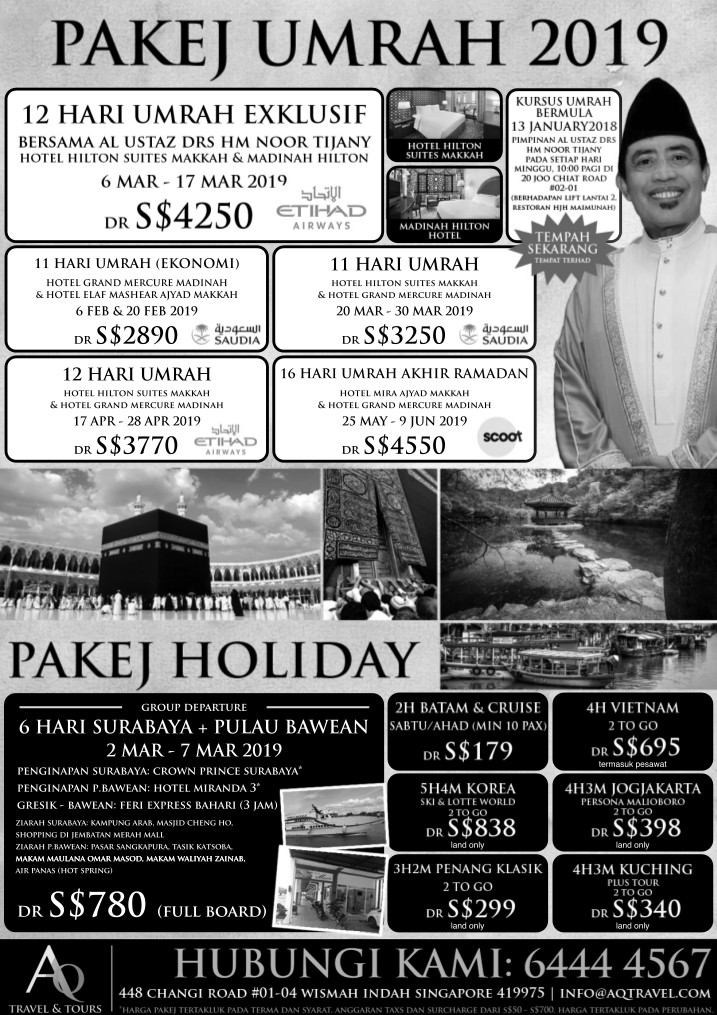 PAKEJ UMRAH 2019
12 HARI UMRAH EXKLUSIF
BERSAMA AL USTAZ DRS HM NOOR TIJANY
HOTEL HILTON SUITES MAKKAH & MADINAH HILTON
6 MAR - 17 MAR 2019
DR S$4250
الإتحاد
ETIHAD
AIRWAYS
HOTEL HILTON
SUITES MAKKAH
MADINAH HILTON
HOTEL
KURSUS UMRAH
BERMULA
13 JANUARY2018
PIMPINAN AL USTAZ DRS
HM NOOR TIJANY
PADA SETIAP HARI
MINGGU, 10:00 PAGI DI
20 JOO CHIAT ROAD
#02-01
(BERHADAPAN LIFT LANTAI 2,
RESTORAN HJH MAIMUNAH)
TEMPAH
SEKARANG
TEMPAT TERHAD
11 HARI UMRAH (EKONOMI)
HOTEL GRAND MERCURE MADINAH
& HOTEL ELAF MASHEAR AJYAD MAKKAH
6 FEB & 20 FEB 2019
DR S$2890
السعودية
SAUDIA
11 HARI UMRAH
HOTEL HILTON SUITES MAKKAH
& HOTEL GRAND MERCURE MADINAH
20 MAR - 30 MAR 2019
DR S$3250
السعودية
SAUDIA
12 HARI UMRAH
HOTEL HILTON SUITES MAKKAH
& HOTEL GRAND MERCURE MADINAH
17 APR - 28 APR 2019
DR S$3770
الإتحاد
ETIHAD
AIRWAYS
16 HARI UMRAH AKHIR RAMADAN
HOTEL MIRA AJYAD MAKKAH
& HOTEL GRAND MERCURE MADINAH
25 MAY - 9 JUN 2019
DR S$4550
scoot
PAKEJ HOLIDAY
GROUP DEPARTURE
6 HARI SURABAYA + PULAU BAWEAN
2 MAR - 7 MAR 2019
PENGINAPAN SURABAYA: CROWN PRINCE SURABAYA*
PENGINAPAN P.BAWEAN: HOTEL MIRANDA 3*
GRESIK - BAWEAN: FERI EXPRESS BAHARI (3 JAM)
ZIARAH SURABAYA: KAMPUNG ARAB, MASJID CHENG HO,
SHOPPING DI JEMBATAN MERAH MALL
ZIARAH P.BAWEAN: PASAR SANGKAPURA, TASIK KATSOBA,
MAKAM MAULANA OMAR MASOD, MAKAM WALIYAH ZAINAB,
AIR PANAS (HOT SPRING)
DR S$780 (FULL BOARD)
2H BATAM & CRUISE
SABTU/AHAD (MIN 10 PAX)
DR S$179
4H VIETNAM
2 TO GO
DR S$695
termasuk pesawat
5H4M KOREA
SKI & LOTTE WORLD
2 TO GO
DR S$838
land only
4H3M JOGJAKARTA
PERSONA MALIOBORO
2 TO GO
DR S$398
land only
3H2M PENANG KLASIK
2 TO GO
DR S$299
land only
4H3M KUCHING
PLUS TOUR
2 TO GO
DR S$340
land only
AQ
TRAVEL & TOURS
HUBUNGI KAMI: 6444 4567
448 CHANGI ROAD #01-04 WISMAH INDAH SINGAPORE 419975 | INFO@AQTRAVEL.COM
*HARGA PAKEJ TERTAKLUK PADA TERMA DAN SYARAT. ANGGARAN TAXS DAN SURCHARGE DARI S$50 - S$700. HARGA TERTAKLUK PADA PERUBAHAN.